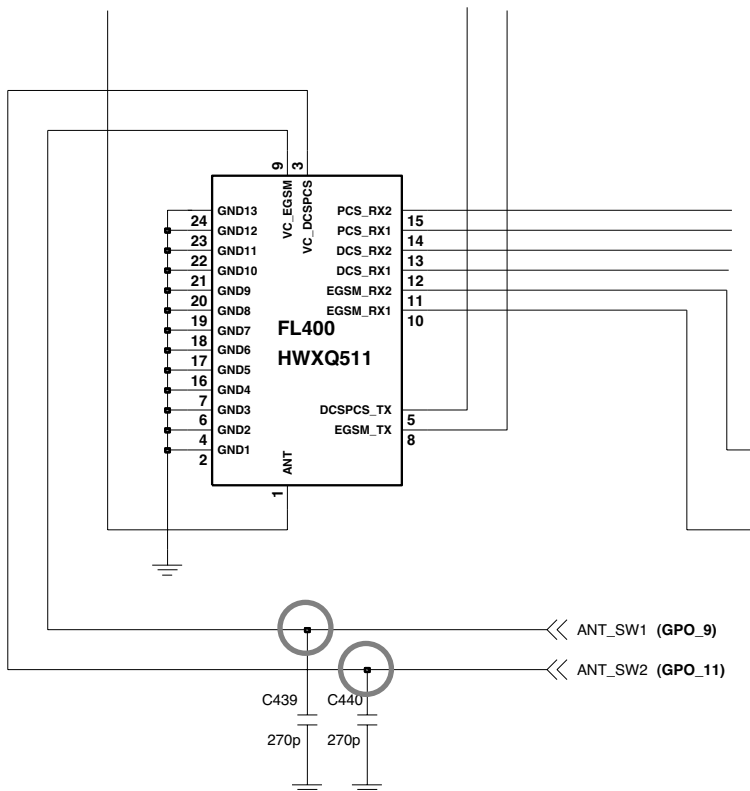 9
3
VC_EGSM
VC_DCSPCS
GND13
24
GND12
23
GND11
22
GND10
21
GND9
20
GND8
19
GND7
18
GND6
17
GND5
16
GND4
7
GND3
6
GND2
4
GND1
2
FL400
HWXQ511
PCS_RX2
15
PCS_RX1
14
DCS_RX2
13
DCS_RX1
12
EGSM_RX2
11
EGSM_RX1
10
DCSPCS_TX
5
EGSM_TX
8
ANT
1
ANT_SW1 (GPO_9)
ANT_SW2 (GPO_11)
C439
C440
270p
270p